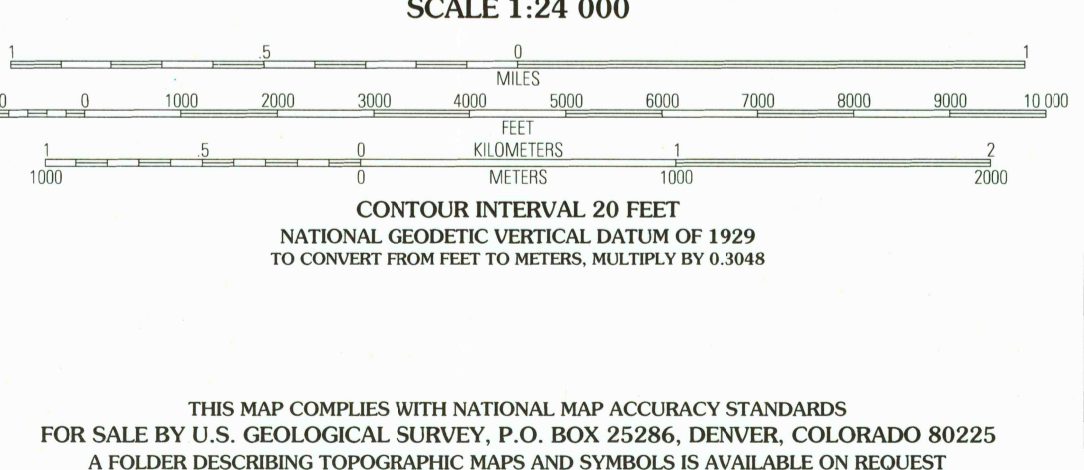 SCALE 1:24 000
1 .5 0 1
MILES
0 0 1000 2000 3000 4000 5000 6000 7000 8000 9000 10 000
FEET
1 .5 0 KILOMETERS 1 2
1000 0 METERS 1000 2000
CONTOUR INTERVAL 20 FEET
NATIONAL GEODETIC VERTICAL DATUM OF 1929
TO CONVERT FROM FEET TO METERS, MULTIPLY BY 0.3048
THIS MAP COMPLIES WITH NATIONAL MAP ACCURACY STANDARDS
FOR SALE BY U.S. GEOLOGICAL SURVEY, P.O. BOX 25286, DENVER, COLORADO 80225
A FOLDER DESCRIBING TOPOGRAPHIC MAPS AND SYMBOLS IS AVAILABLE ON REQUEST